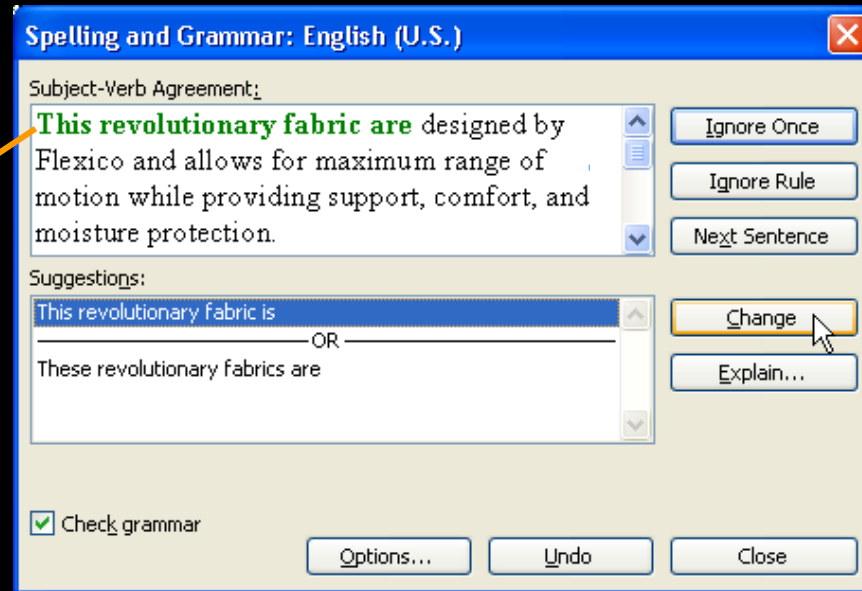 Spelling and Grammar: English (U.S.)
Subject-Verb Agreement:
This revolutionary fabric are designed by
Flexico and allows for maximum range of
motion while providing support, comfort, and
moisture protection.
Ignore Once
Ignore Rule
Next Sentence
Suggestions:
This revolutionary fabric is
OR
These revolutionary fabrics are
Change
Explain...
Check grammar
Options...
Undo
Close